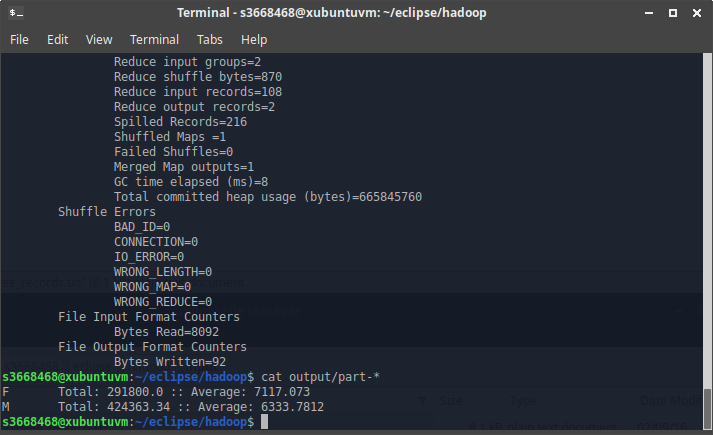 Terminal - s3668468@xubuntuvm: ~/eclipse/hadoop
File Edit View Terminal Tabs Help
Reduce input groups=2
Reduce shuffle bytes=870
Reduce input records=108
Reduce output records=2
Spilled Records=216
Shuffled Maps =1
Failed Shuffles=0
Merged Map outputs=1
GC time elapsed (ms)=8
Total committed heap usage (bytes)=665845760
Shuffle Errors
BAD_ID=0
CONNECTION=0
IO_ERROR=0
WRONG_LENGTH=0
WRONG_MAP=0
WRONG_REDUCE=0
File Input Format Counters
Bytes Read=8092
File Output Format Counters
Bytes Written=92
s3668468@xubuntuvm:~/eclipse/hadoop$ cat output/part-*
F Total: 291800.0 :: Average: 7117.073
M Total: 424363.34 :: Average: 6333.7812
s3668468@xubuntuvm:~/eclipse/hadoop$
Size Type Date Modif